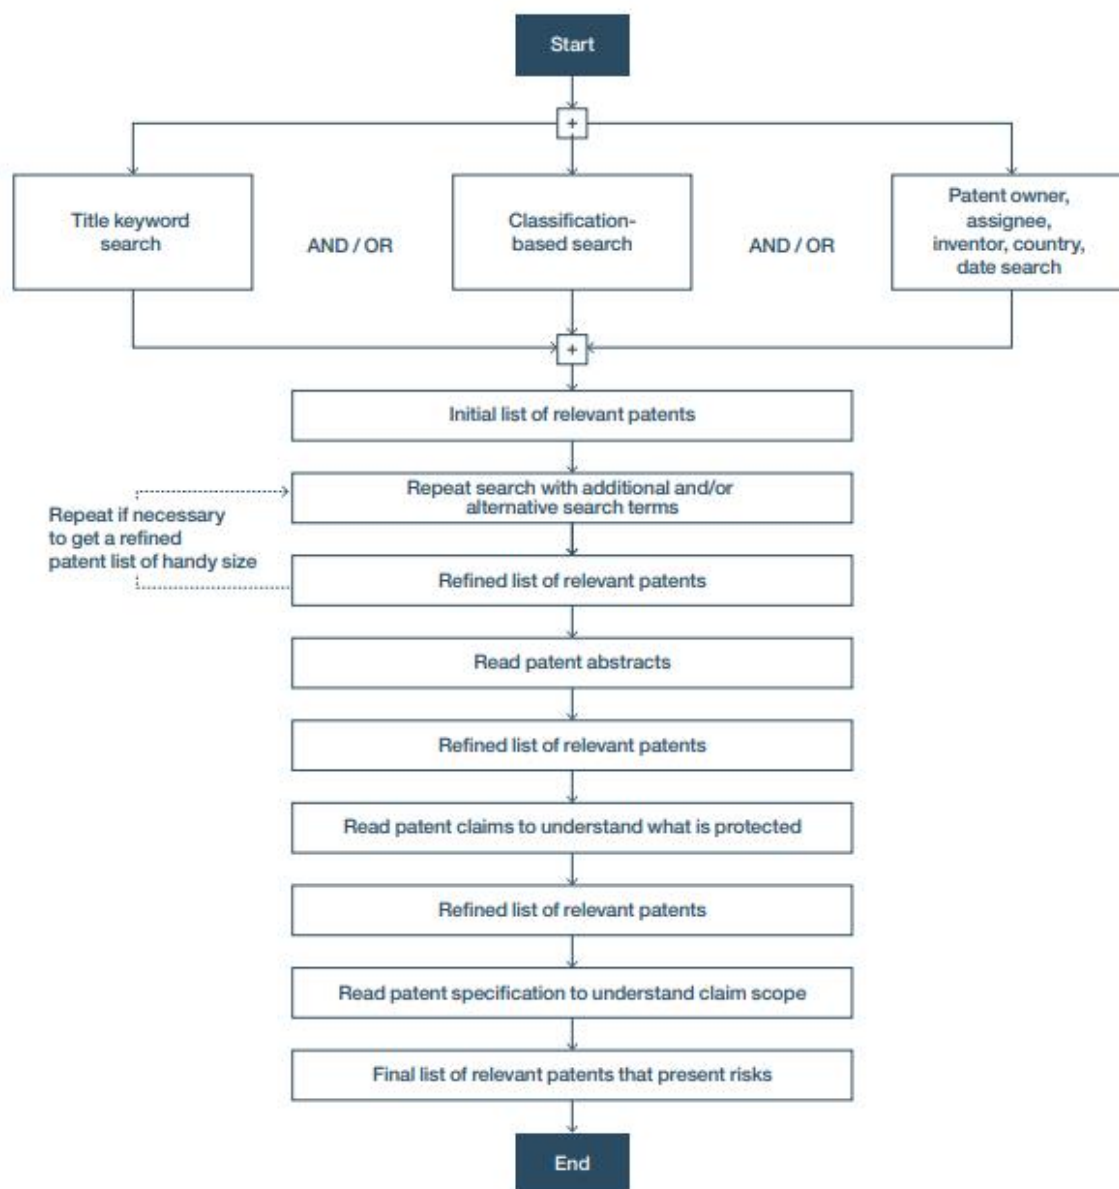 Start
+
Title keyword
search
AND / OR
Classification-
based search
AND / OR
Patent owner,
assignee,
inventor, country,
date search
+
Initial list of relevant patents
Repeat search with additional and/or
alternative search terms
Repeat if necessary
to get a refined
patent list of handy size
Refined list of relevant patents
Read patent abstracts
Refined list of relevant patents
Read patent claims to understand what is protected
Refined list of relevant patents
Read patent specification to understand claim scope
Final list of relevant patents that present risks
End